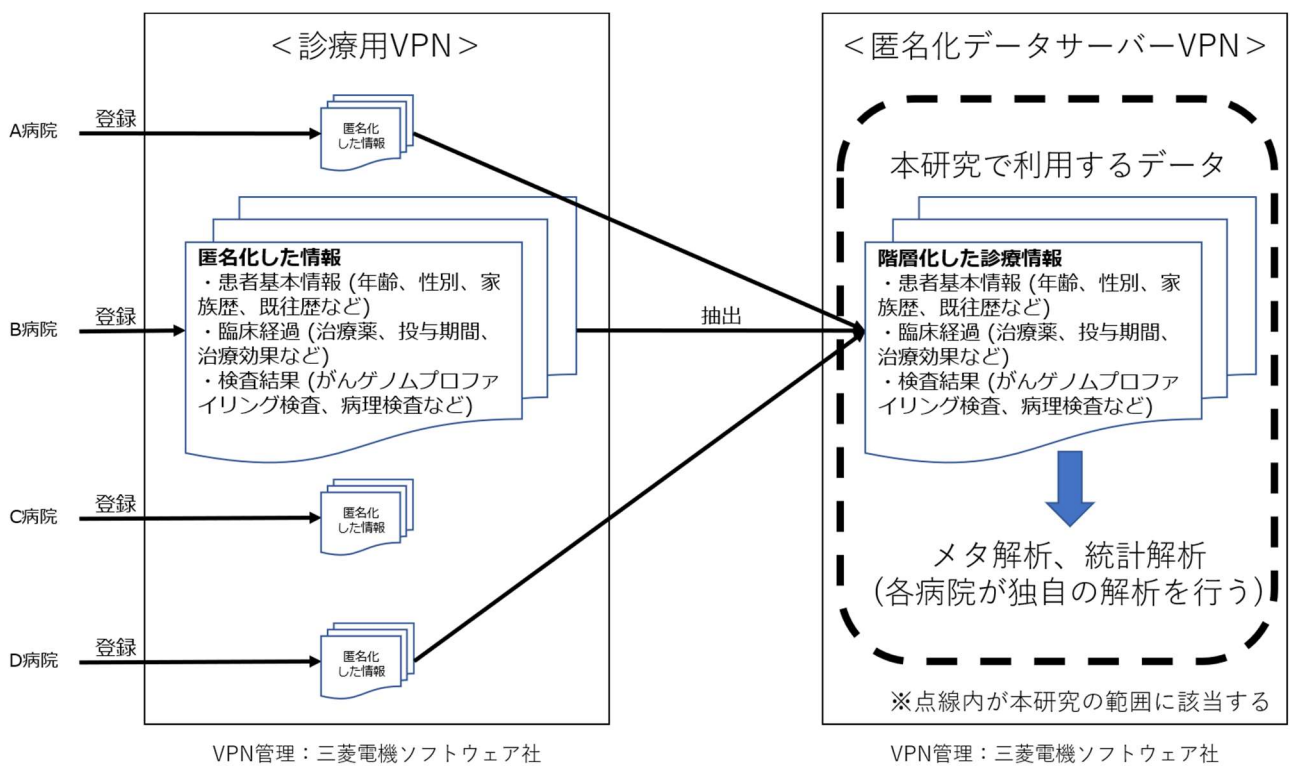 ＜診療用VPN＞
＜匿名化データサーバーVPN＞
A病院
登録
匿名化
した情報
本研究で利用するデータ
B病院
登録
匿名化した情報
・患者基本情報 (年齢、性別、家
族歴、既往歴など)
・臨床経過 (治療薬、投与期間、
治療効果など)
・検査結果 (がんゲノムプロファ
イリング検査、病理検査など)
抽出
階層化した診療情報
・患者基本情報 (年齢、性別、家
族歴、既往歴など)
・臨床経過 (治療薬、投与期間、
治療効果など)
・検査結果 (がんゲノムプロファ
イリング検査、病理検査など)
C病院
登録
匿名化
した情報
メタ解析、統計解析
(各病院が独自の解析を行う)
D病院
登録
匿名化
した情報
※点線内が本研究の範囲に該当する
VPN管理：三菱電機ソフトウェア社
VPN管理：三菱電機ソフトウェア社